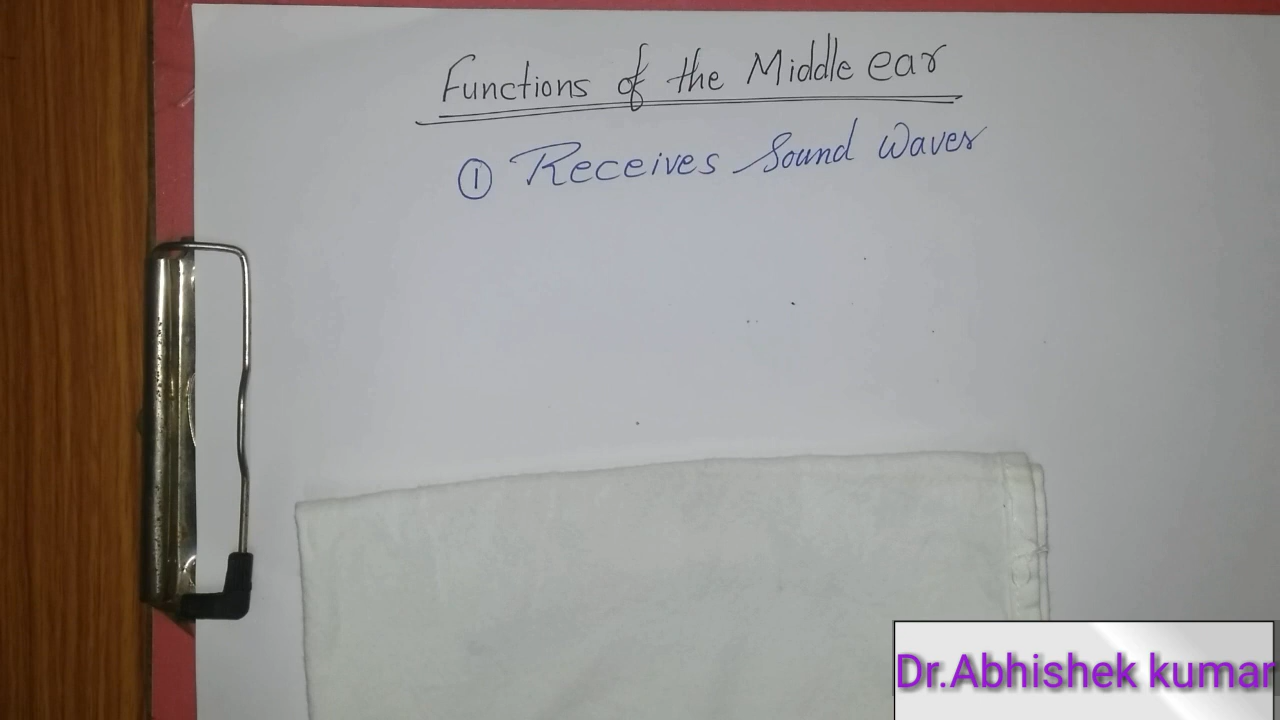 Functions of the Middle ear
① Receives Sound Waves
Dr.Abhishek kumar